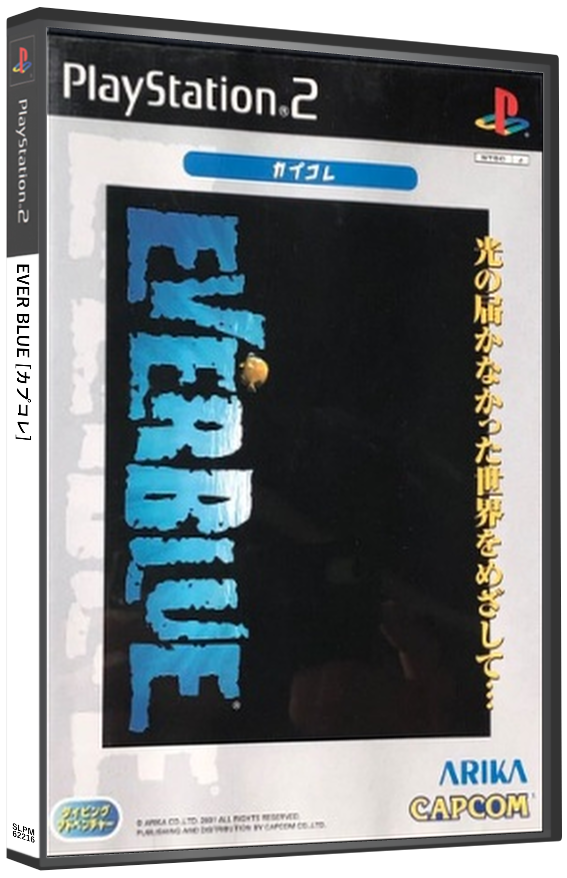 PlayStation.2
EVER BLUE [カプコレ]
SLPM
62216
PlayStation®2
NTSC J
カプコレ
EVERBLUE®
光の届かなかった世界をめざして…
ARIKA
CAPCOM®
ダイビング
アドベンチャー
© ARIKA CO.,LTD. 2001 ALL RIGHTS RESERVED.
PUBLISHING AND DISTRIBUTION BY CAPCOM CO.,LTD.